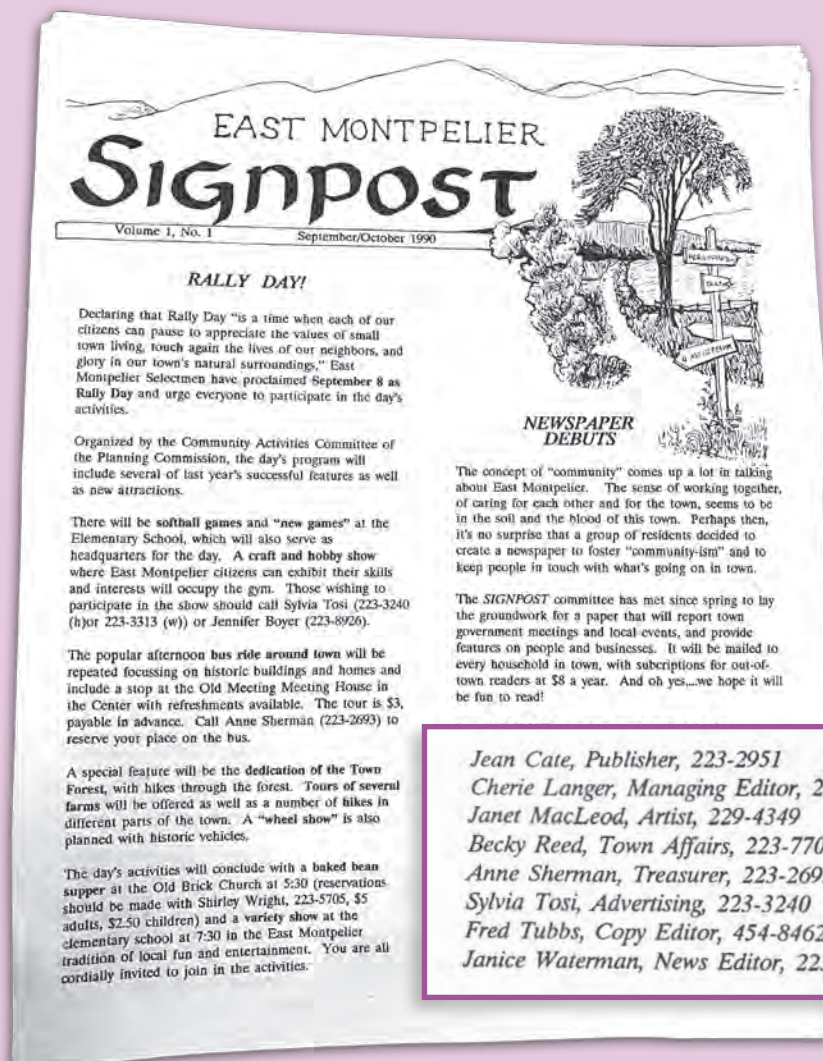 EAST MONTPELIER
SIGNPOST
Volume 1, No. 1 September/October 1990
RALLY DAY!
Declaring that Rally Day "is a time when each of our
citizens can pause to appreciate the values of small
town living, touch again the lives of our neighbors, and
glory in our town's natural surroundings," East
Montpelier Selectmen have proclaimed September 8 as
Rally Day and urge everyone to participate in the day's
activities.
Organized by the Community Activities Committee of
the Planning Commission, the day's program will
include several of last year's successful features as well
as new attractions.
There will be softball games and "new games" at the
Elementary School, which will also serve as
headquarters for the day. A craft and hobby show
where East Montpelier citizens can exhibit their skills
and interests will occupy the gym. Those wishing to
participate in the show should call Sylvia Tosi (223-3240
(h)or 223-3313 (w)) or Jennifer Boyer (223-8926).
The popular afternoon bus ride around town will be
repeated focussing on historic buildings and homes and
include a stop at the Old Meeting Meeting House in
the Center with refreshments available. The tour is $3,
payable in advance. Call Anne Sherman (223-2693) to
reserve your place on the bus.
A special feature will be the dedication of the Town
Forest, with hikes through the forest. Tours of several
farms will be offered as well as a number of hikes in
different parts of the town. A "wheel show" is also
planned with historic vehicles.
The day's activities will conclude with a baked bean
supper at the Old Brick Church at 5:30 (reservations
should be made with Shirley Wright, 223-5705, $5
adults, $2.50 children) and a variety show at the
elementary school at 7:30 in the East Montpelier
tradition of local fun and entertainment. You are all
cordially invited to join in the activities.
NEWSPAPER
DEBUTS
The concept of "community" comes up a lot in talking
about East Montpelier. The sense of working together,
of caring for each other and for the town, seems to be
in the soil and the blood of this town. Perhaps then,
it's no surprise that a group of residents decided to
create a newspaper to foster "community-ism" and to
keep people in touch with what's going on in town.
The SIGNPOST committee has met since spring to lay
the groundwork for a paper that will report town
government meetings and local events, and provide
features on people and businesses. It will be mailed to
every household in town, with subcriptions for out-of-
town readers at $8 a year. And oh yes,...we hope it will
be fun to read!
Jean Cate, Publisher, 223-2951
Cherie Langer, Managing Editor, 2
Janet MacLeod, Artist, 229-4349
Becky Reed, Town Affairs, 223-770
Anne Sherman, Treasurer, 223-269
Sylvia Tosi, Advertising, 223-3240
Fred Tubbs, Copy Editor, 454-8462
Janice Waterman, News Editor, 22